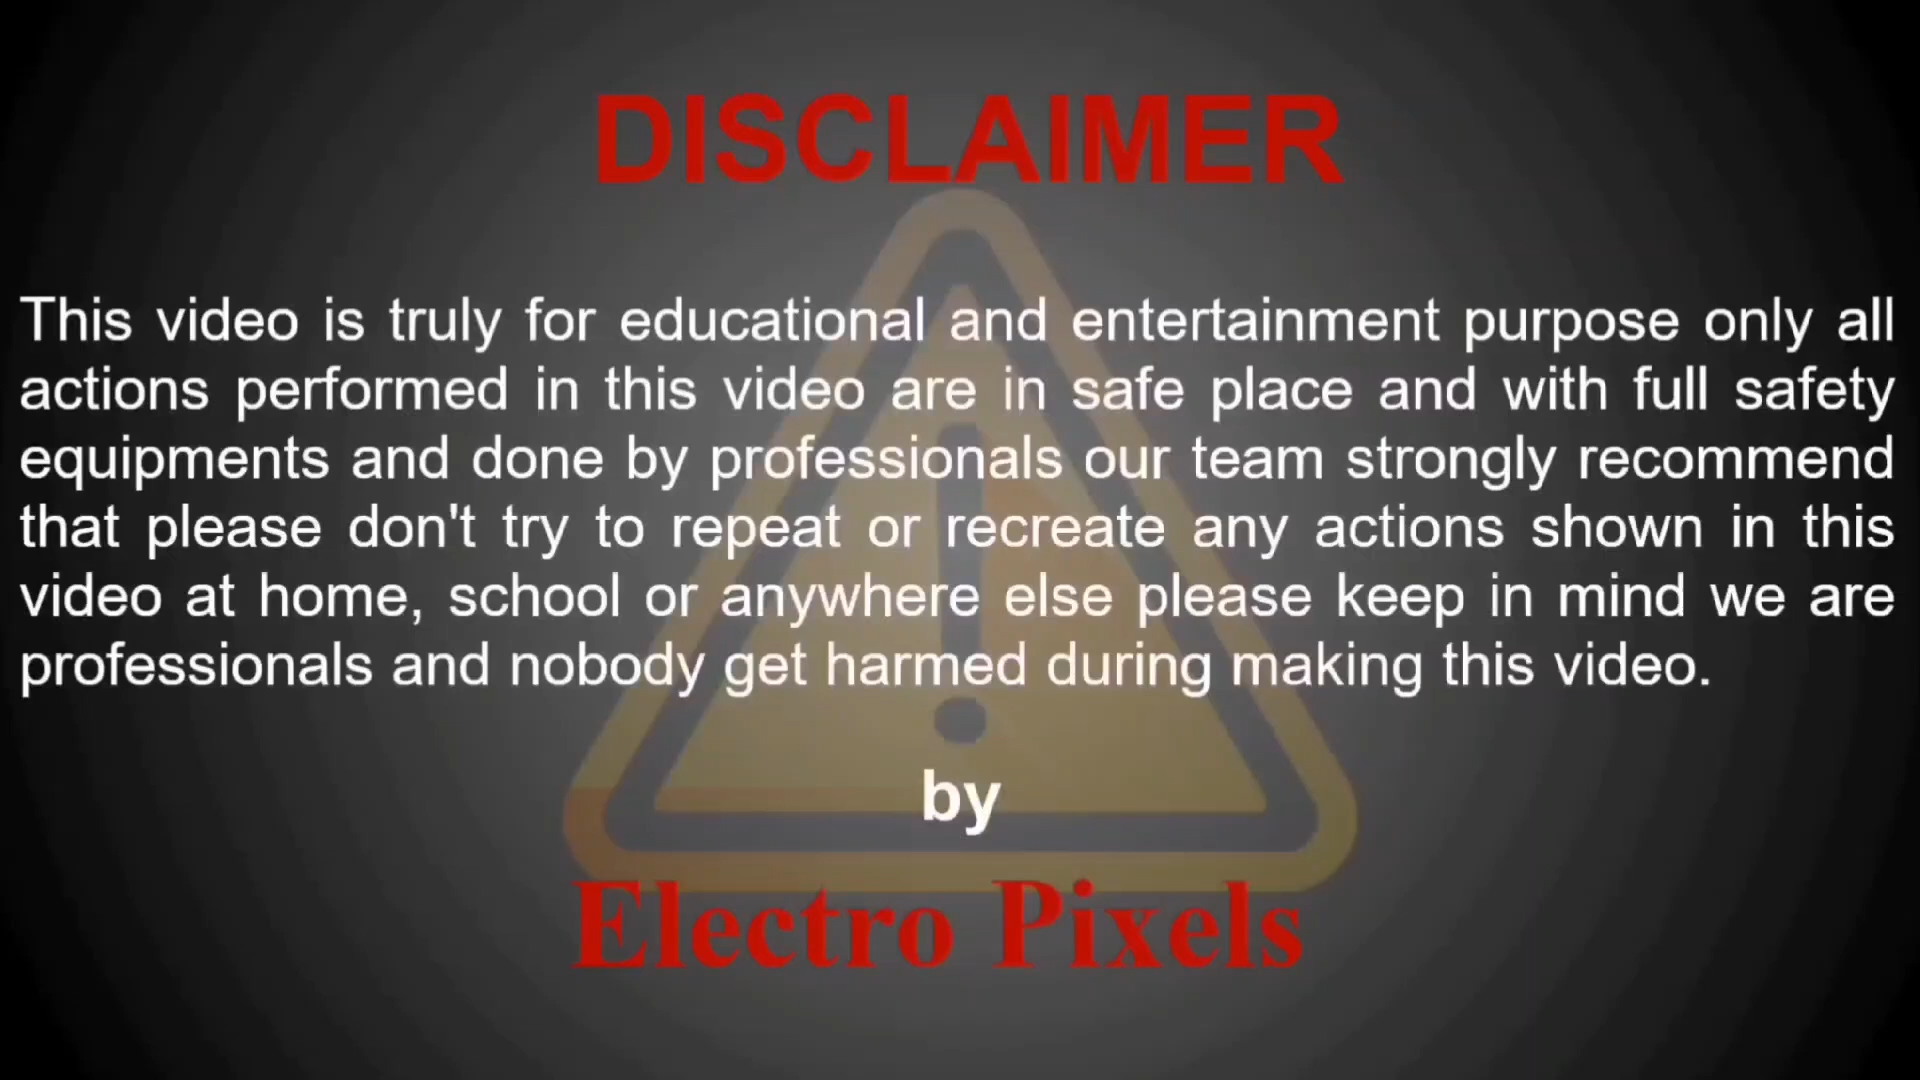 DISCLAIMER
This video is truly for educational and entertainment purpose only all
actions performed in this video are in safe place and with full safety
equipments and done by professionals our team strongly recommend
that please don't try to repeat or recreate any actions shown in this
video at home, school or anywhere else please keep in mind we are
professionals and nobody get harmed during making this video.
by
Electro Pixels